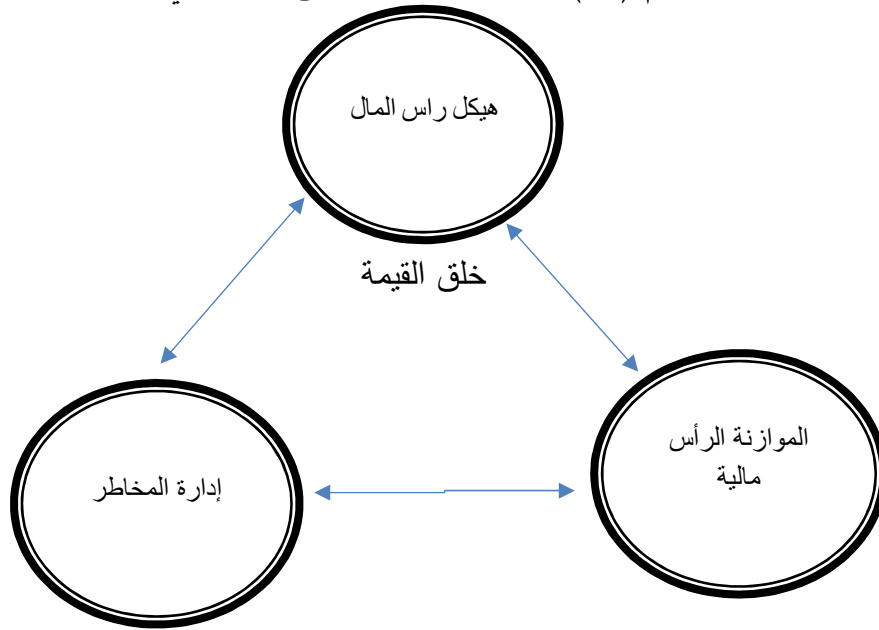 هيكل راس المال
خلق القيمة
الموازنة الرأس
مالية
إدارة المخاطر